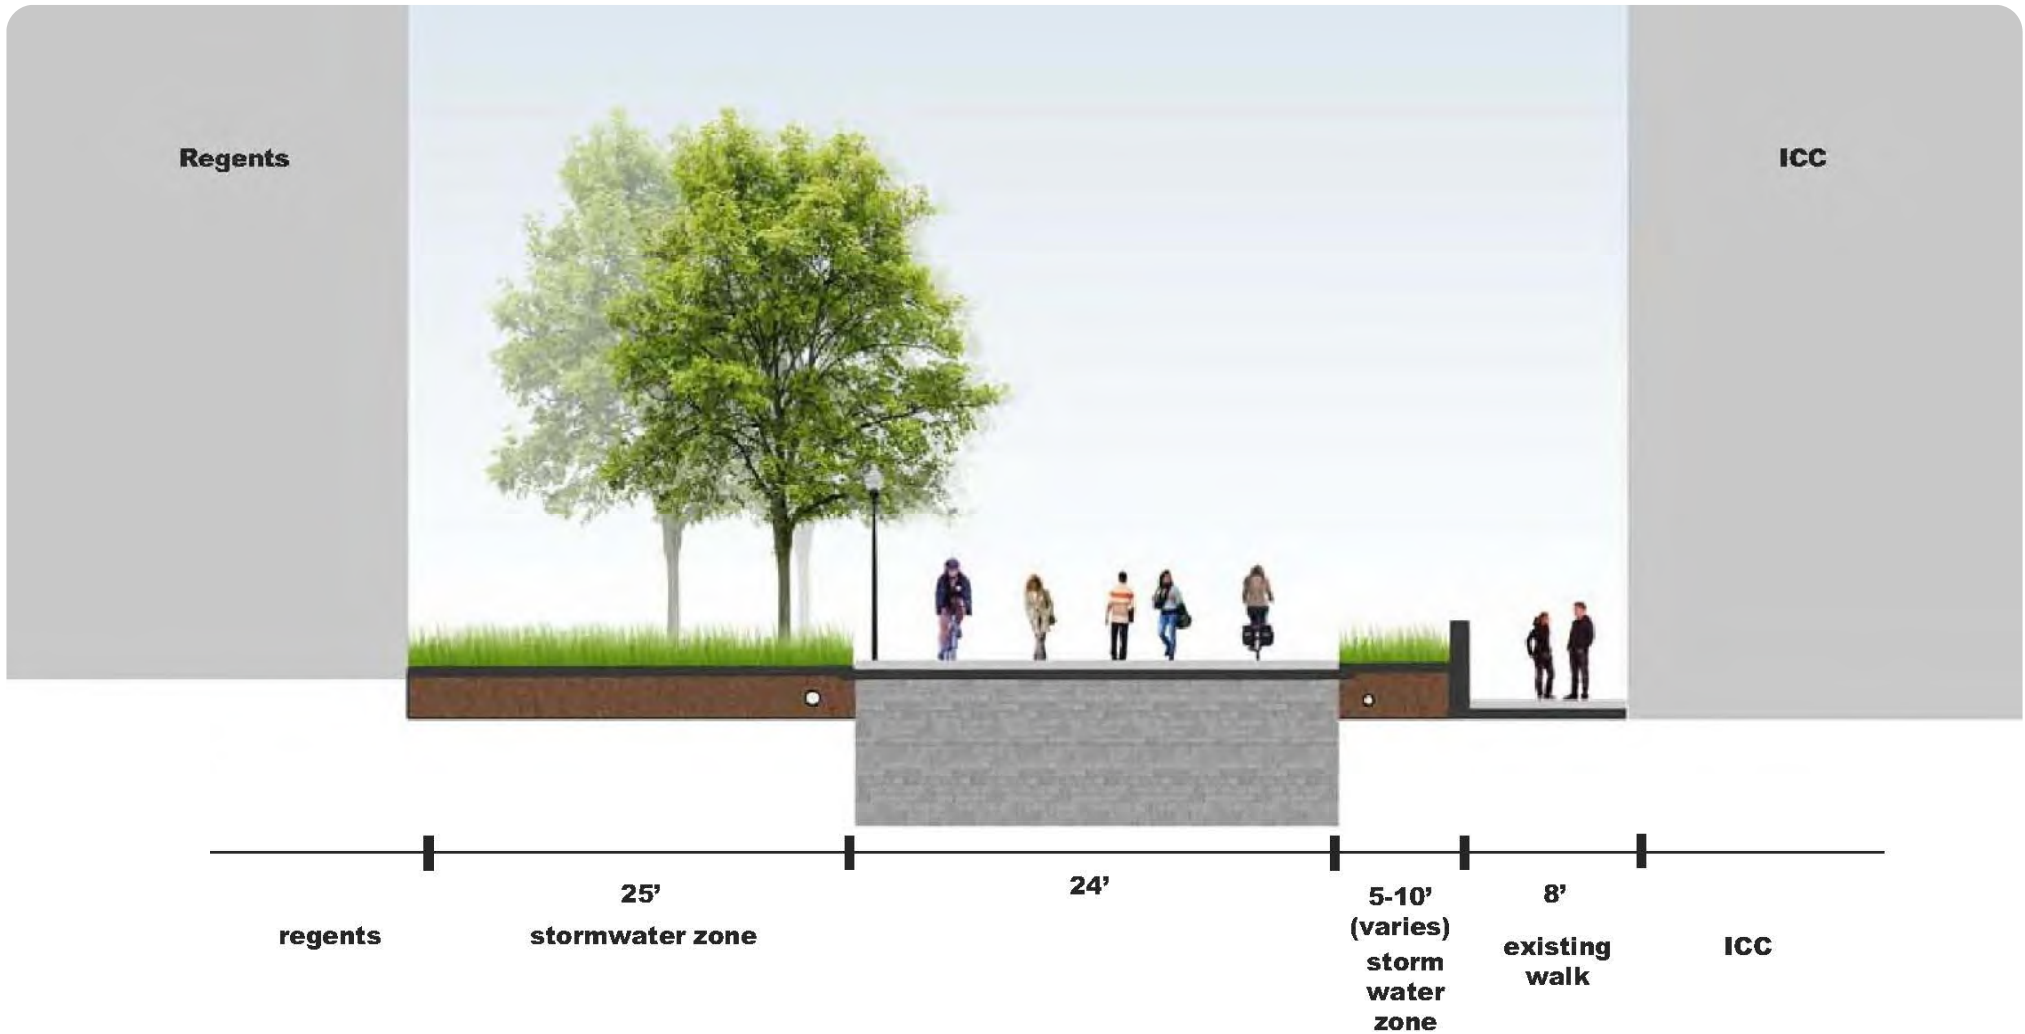 Regents
ICC
25’
24’
5-10’
(varies)
8’
regents
stormwater zone
storm
water
zone
existing
walk
ICC